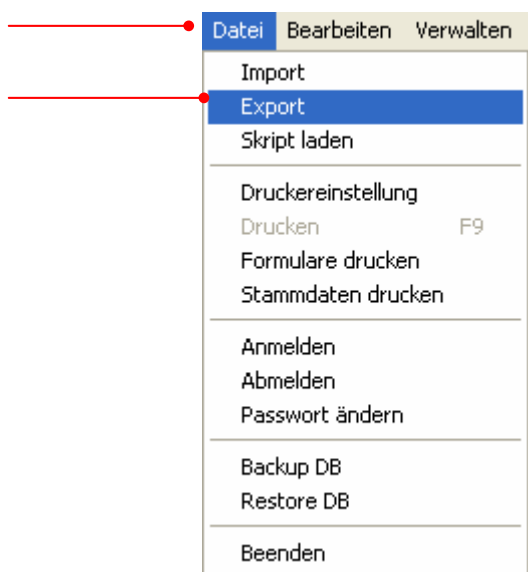 Datei Bearbeiten Verwalten
Import
Export
Skript laden
Druckereinstellung
Drucken F9
Formulare drucken
Stammdaten drucken
Anmelden
Abmelden
Passwort ändern
Backup DB
Restore DB
Beenden